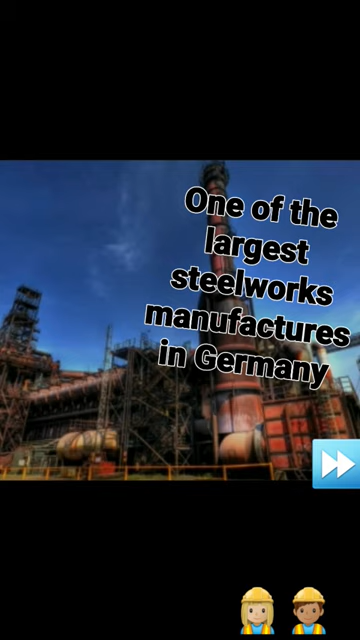 One of the
largest
steelworks
manufactures
in Germany